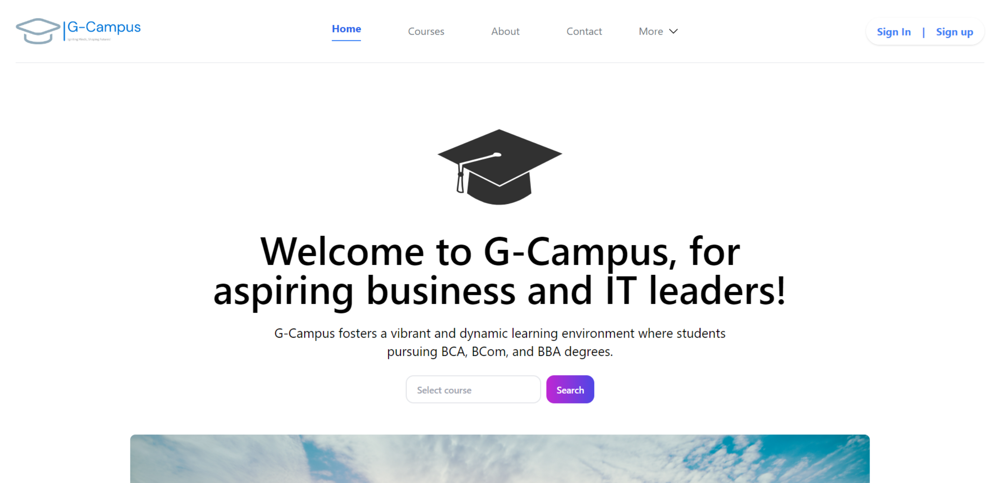 G-Campus
Igniting Minds, Shaping Futures!
Home
Courses
About
Contact
More
Sign In | Sign up
Welcome to G-Campus, for
aspiring business and IT leaders!
G-Campus fosters a vibrant and dynamic learning environment where students
pursuing BCA, BCom, and BBA degrees.
Select course
Search